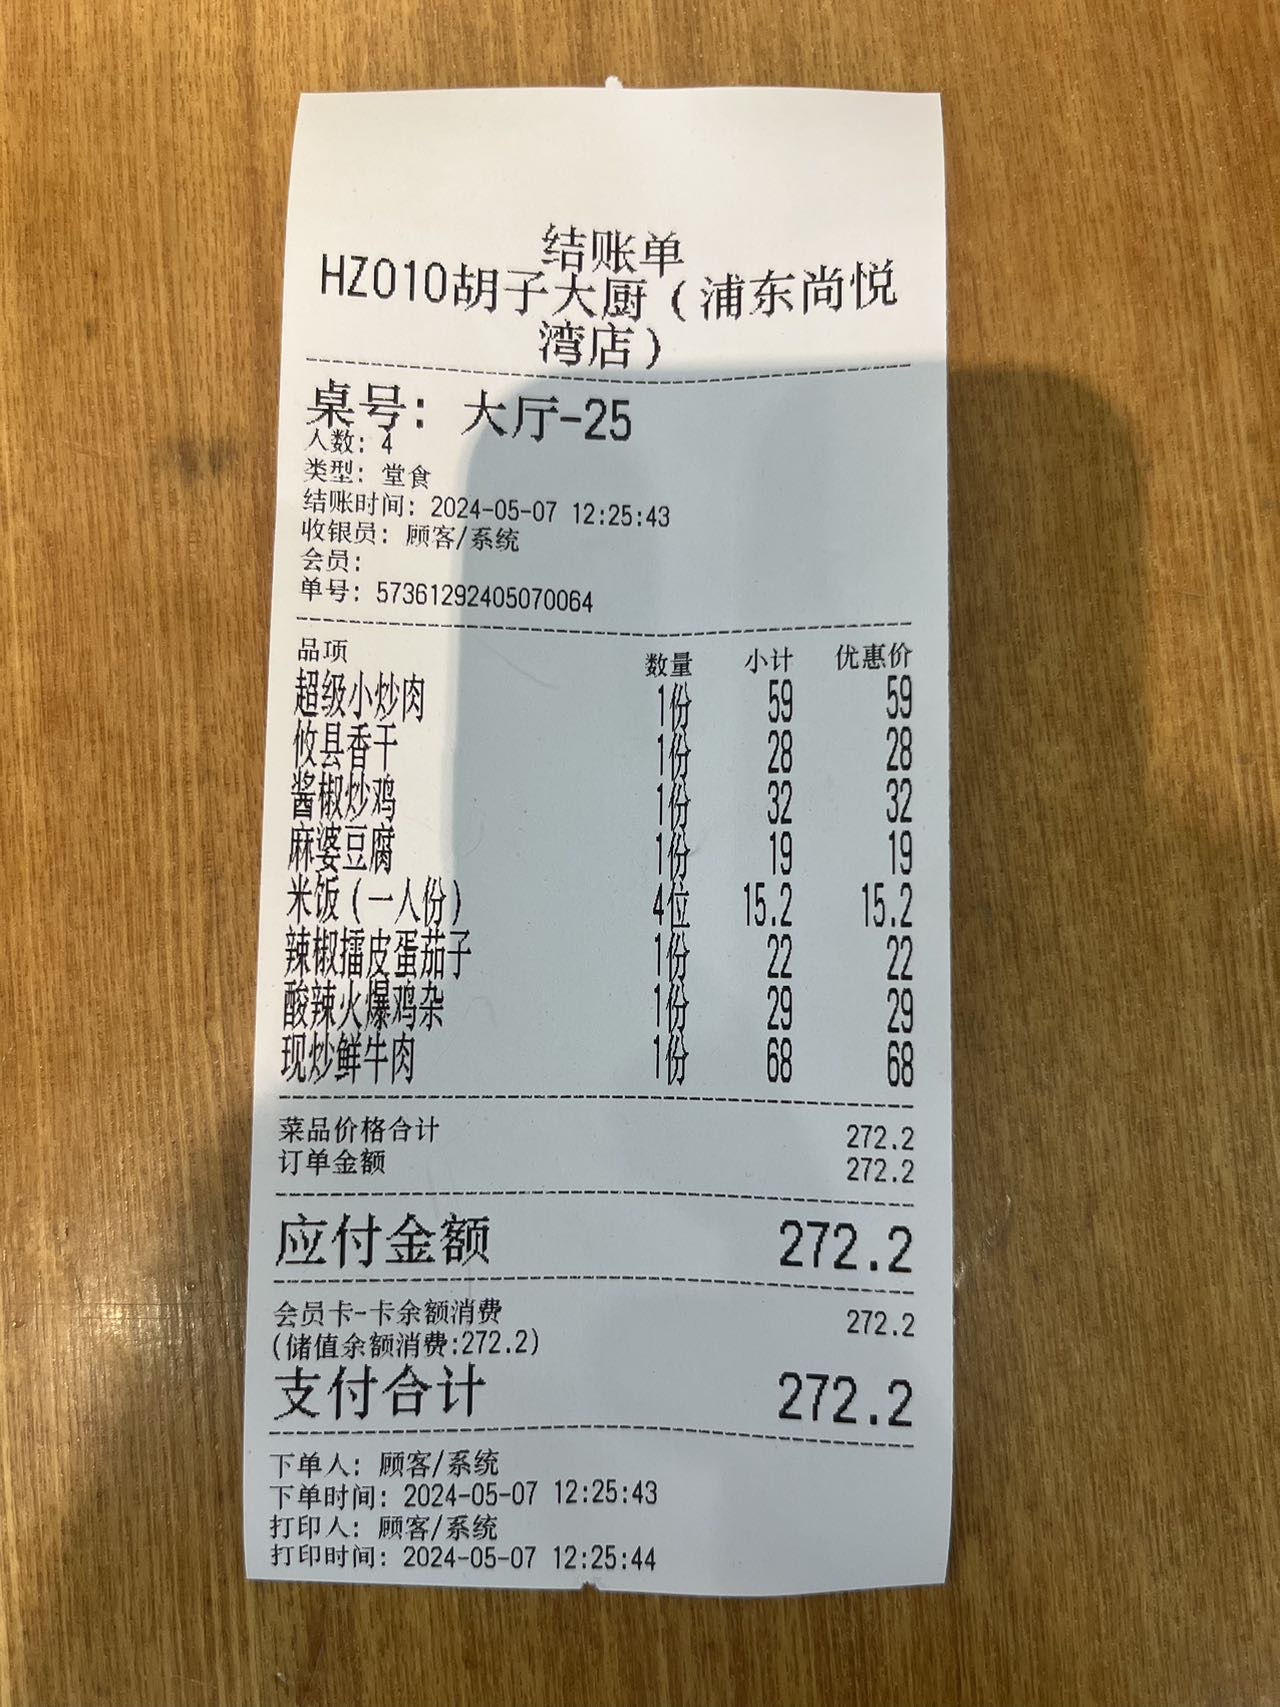 结账单
HZ010胡子大厨（浦东尚悦
湾店）
桌号: 大厅-25
人数: 4
类型: 堂食
结账时间: 2024-05-07 12:25:43
收银员: 顾客/系统
会员:
单号: 573612924050700​64
品项 数量 小计 优惠价
超级小炒肉 1份 59 59
攸县香干 1份 28 28
酱椒炒鸡 1份 32 32
麻婆豆腐 1份 19 19
米饭(一人份) 4位 15.2 15.2
辣椒擂皮蛋茄子 1份 22 22
酸辣火爆鸡杂 1份 29 29
现炒鲜牛肉 1份 68 68
菜品价格合计 272.2
订单金额 272.2
应付金额 272.2
会员卡-卡余额消费 272.2
(储值余额消费:272.2)
支付合计 272.2
下单人: 顾客/系统
下单时间: 2024-05-07 12:25:43
打印人: 顾客/系统
打印时间: 2024-05-07 12:25:44